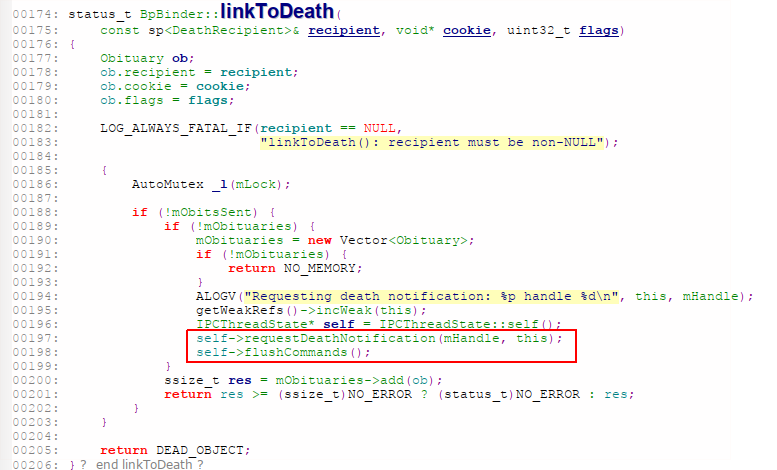 00174: status_t BpBinder::linkToDeath(
00175:     const sp<DeathRecipient>& recipient, void* cookie, uint32_t flags)
00176: {
00177:     Obituary ob;
00178:     ob.recipient = recipient;
00179:     ob.cookie = cookie;
00180:     ob.flags = flags;
00181:
00182:     LOG_ALWAYS_FATAL_IF(recipient == NULL,
00183:                         "linkToDeath(): recipient must be non-NULL");
00184:
00185:     {
00186:         AutoMutex _l(mLock);
00187:
00188:         if (!mObitsSent) {
00189:             if (!mObituaries) {
00190:                 mObituaries = new Vector<Obituary>;
00191:                 if (!mObituaries) {
00192:                     return NO_MEMORY;
00193:                 }
00194:                 ALOGV("Requesting death notification: %p handle %d\n", this, mHandle);
00195:                 getWeakRefs()->incWeak(this);
00196:                 IPCThreadState* self = IPCThreadState::self();
00197:                 self->requestDeathNotification(mHandle, this);
00198:                 self->flushCommands();
00199:             }
00200:             ssize_t res = mObituaries->add(ob);
00201:             return res >= (ssize_t)NO_ERROR ? (status_t)NO_ERROR : res;
00202:         }
00203:     }
00204:
00205:     return DEAD_OBJECT;
00206: } ? end linkToDeath ?